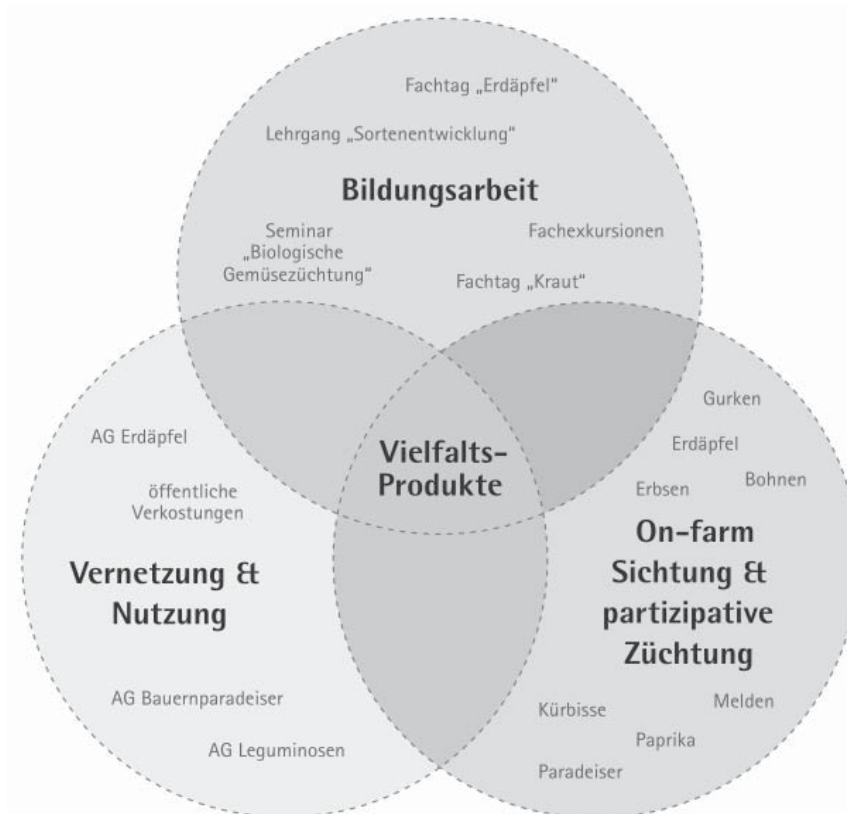 Fachtag „Erdäpfel“
Lehrgang „Sortenentwicklung“
Bildungsarbeit
Seminar
„Biologische
Gemüsezüchtung“
Fachexkursionen
Fachtag „Kraut“
AG Erdäpfel
öffentliche
Verkostungen
Vernetzung &
Nutzung
AG Bauernparadeiser
AG Leguminosen
Vielfalts-
Produkte
Gurken
Erdäpfel
Bohnen
Erbsen
On-farm
Sichtung &
partizipative
Züchtung
Melden
Kürbisse
Paprika
Paradeiser